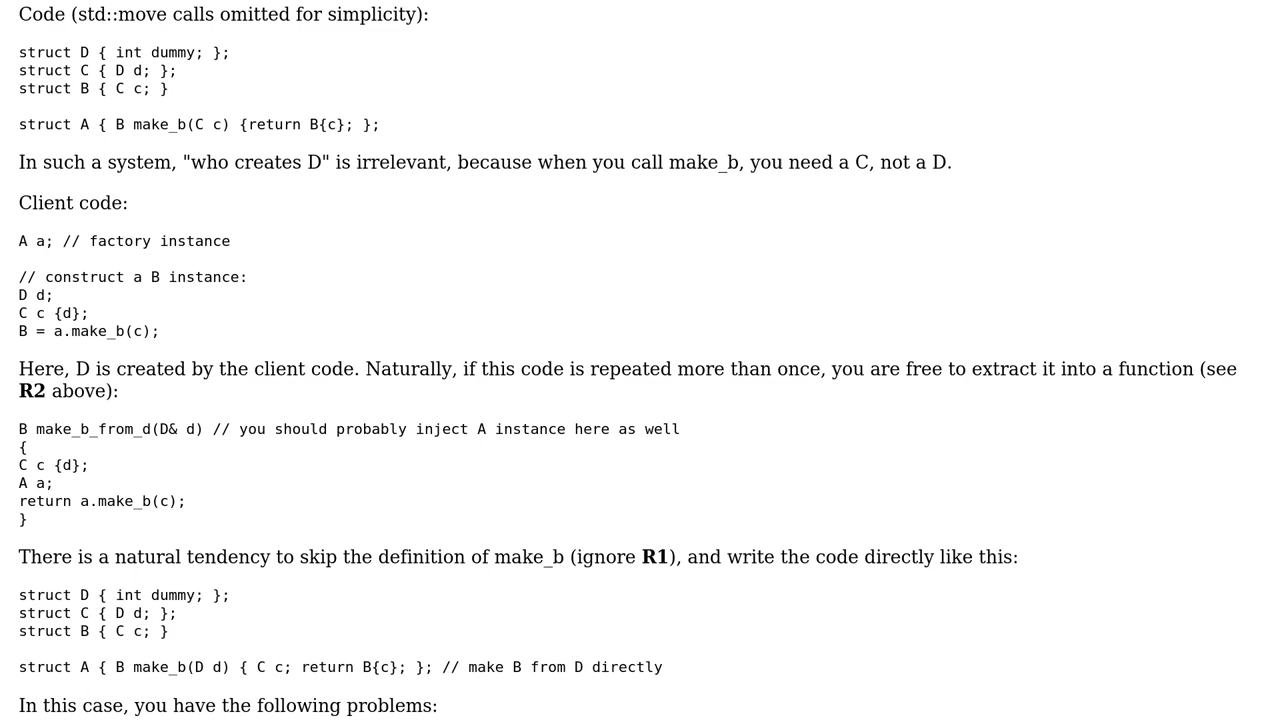 Code (std::move calls omitted for simplicity):
struct D { int dummy; };
struct C { D d; };
struct B { C c; }
struct A { B make_b(C c) {return B{c}; };
In such a system, "who creates D" is irrelevant, because when you call make_b, you need a C, not a D.
Client code:
A a; // factory instance
// construct a B instance:
D d;
C c {d};
B = a.make_b(c);
Here, D is created by the client code. Naturally, if this code is repeated more than once, you are free to extract it into a function (see
R2 above):
B make_b_from_d(D& d) // you should probably inject A instance here as well
{
C c {d};
A a;
return a.make_b(c);
}
There is a natural tendency to skip the definition of make_b (ignore R1), and write the code directly like this:
struct D { int dummy; };
struct C { D d; };
struct B { C c; }
struct A { B make_b(D d) { C c; return B{c}; }; // make B from D directly
In this case, you have the following problems: